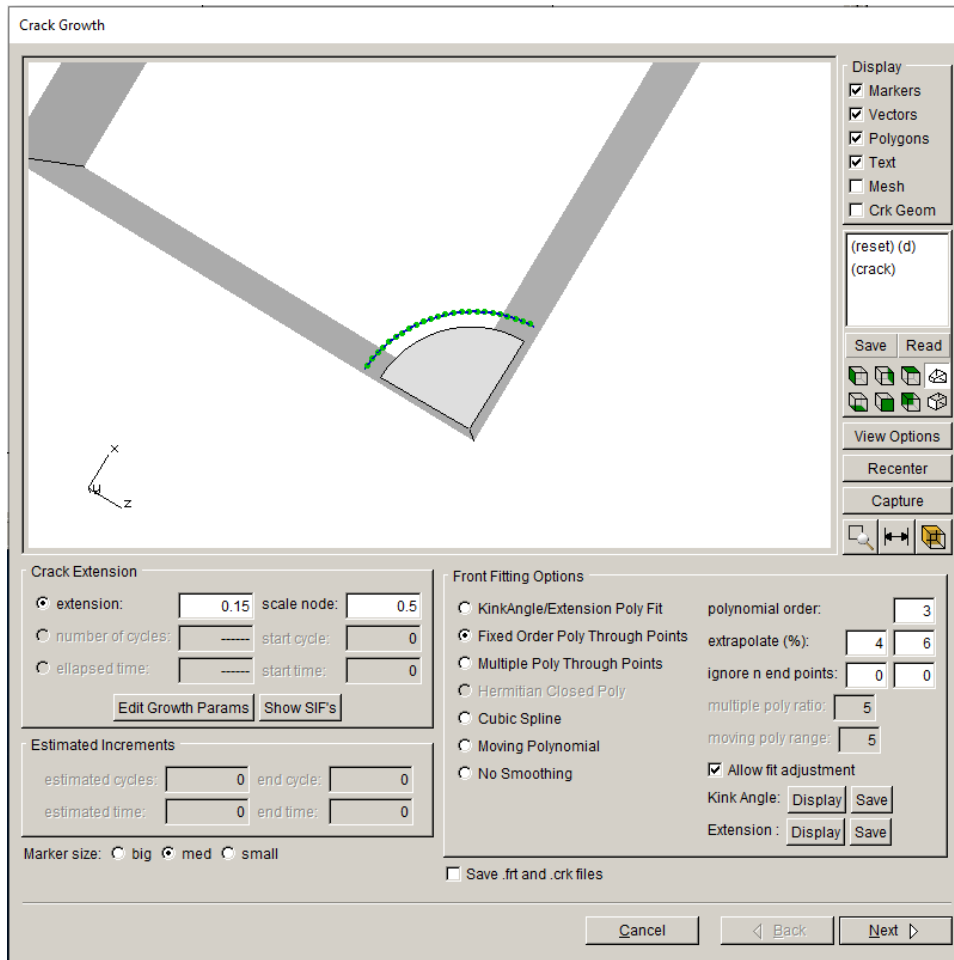 Crack Growth
Display
Markers
Vectors
Polygons
Text
Mesh
Crk Geom
(reset) (d)
(crack)
Save Read
View Options
Recenter
Capture
x
y
z
Crack Extension
extension: 0.15 scale node: 0.5
number of cycles: ------ start cycle: 0
ellapsed time: ------ start time: 0
Edit Growth Params Show SIF's
Estimated Increments
estimated cycles: 0 end cycle: 0
estimated time: 0 end time: 0
Marker size: big med small
Front Fitting Options
KinkAngle/Extension Poly Fit
Fixed Order Poly Through Points
Multiple Poly Through Points
Hermitian Closed Poly
Cubic Spline
Moving Polynomial
No Smoothing
polynomial order: 3
extrapolate (%): 4 6
ignore n end points: 0 0
multiple poly ratio: 5
moving poly range: 5
Allow fit adjustment
Kink Angle: Display Save
Extension : Display Save
Save .frt and .crk files
Cancel Back Next